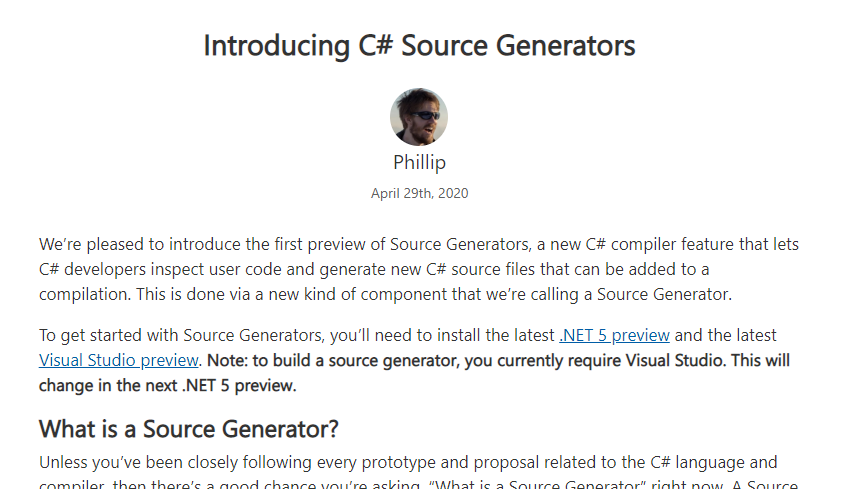 Introducing C# Source Generators
Phillip
April 29th, 2020
We’re pleased to introduce the first preview of Source Generators, a new C# compiler feature that lets
C# developers inspect user code and generate new C# source files that can be added to a
compilation. This is done via a new kind of component that we’re calling a Source Generator.
To get started with Source Generators, you’ll need to install the latest .NET 5 preview and the latest
Visual Studio preview. Note: to build a source generator, you currently require Visual Studio. This will
change in the next .NET 5 preview.
What is a Source Generator?
Unless you’ve been closely following every prototype and proposal related to the C# language and
compiler, then there’s a good chance you’re asking, “What is a Source Generator” right now. A Source